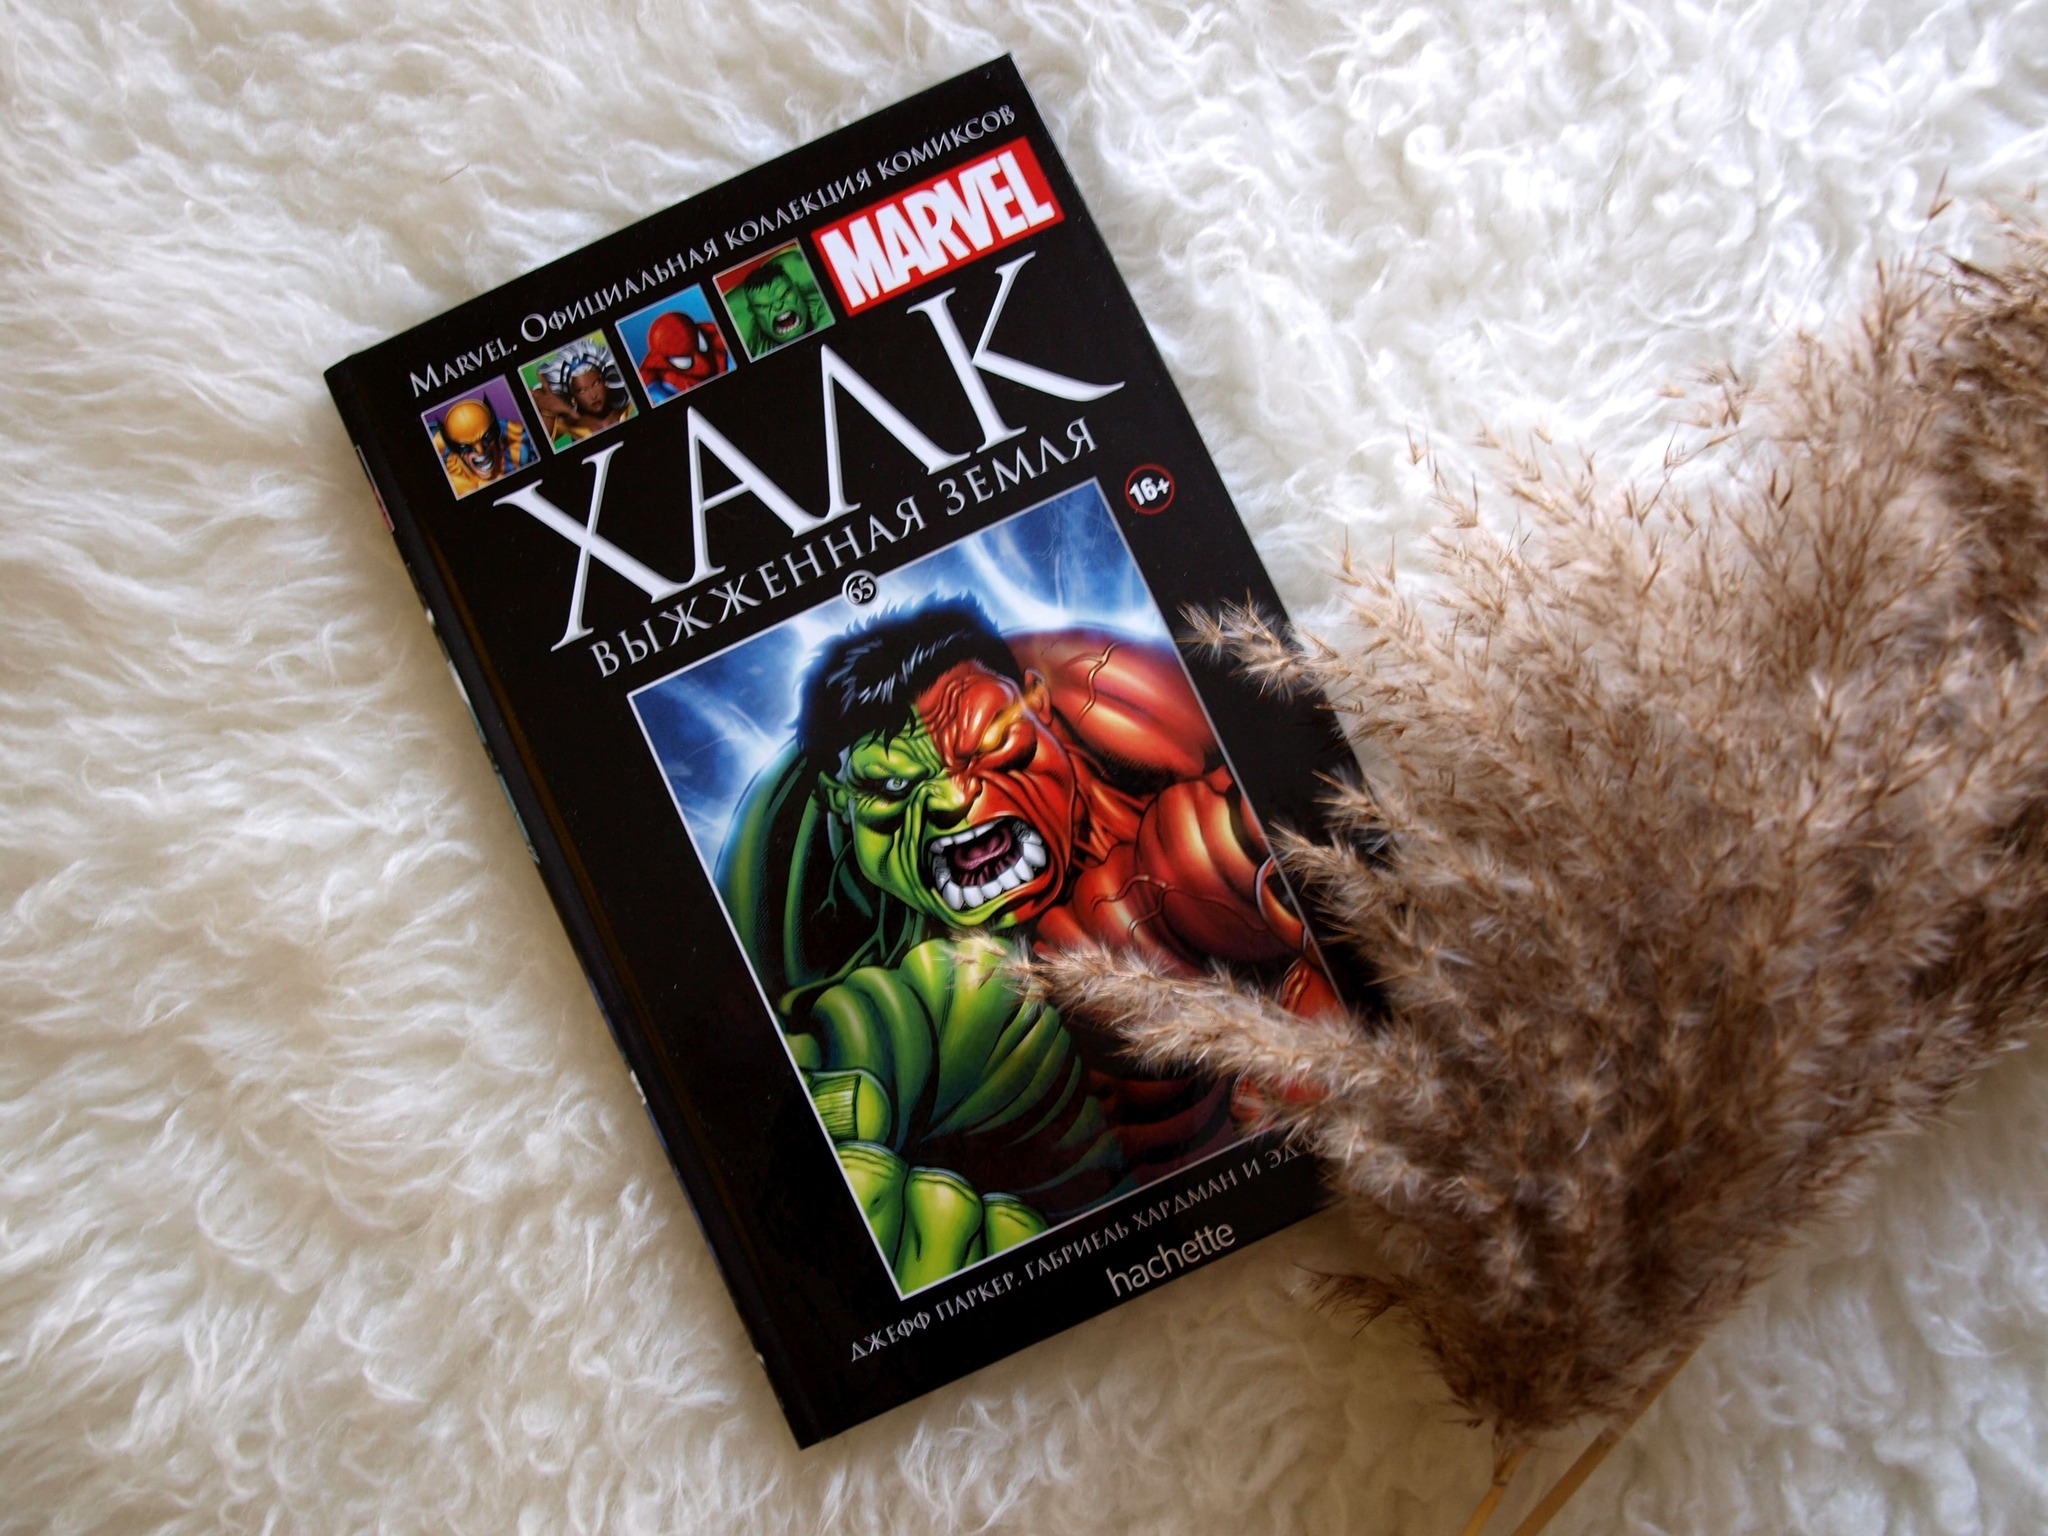 MARVEL. ОФИЦИАЛЬНАЯ КОЛЛЕКЦИЯ КОМИКСОВ
MARVEL
ХАЛК
ВЫЖЖЕННАЯ ЗЕМЛЯ
16+
65
ДЖЕФФ ПАРКЕР, ГАБРИЕЛЬ ХАРДМАН И
hachette